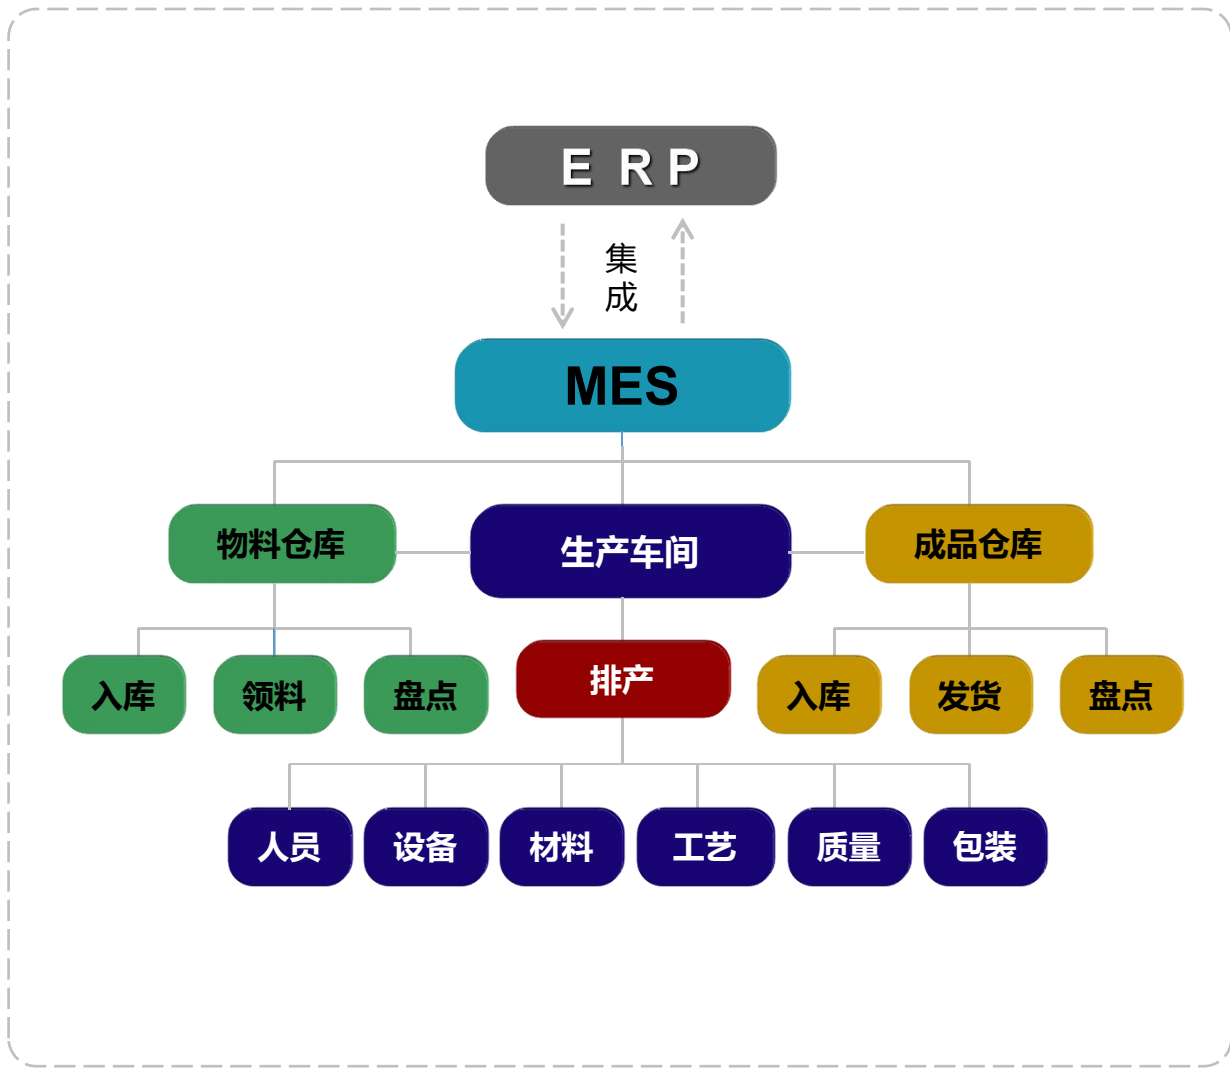 E R P
集
成
MES
物料仓库
生产车间
成品仓库
入库
领料
盘点
排产
入库
发货
盘点
人员
设备
材料
工艺
质量
包装